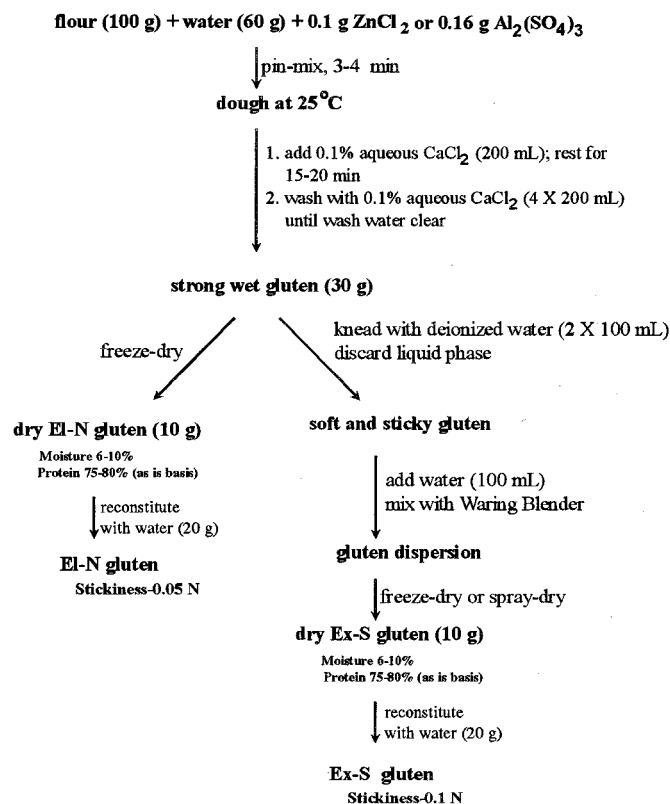 flour (100 g) + water (60 g) + 0.1 g ZnCl2 or 0.16 g Al2(SO4)3
pin-mix, 3-4 min
dough at 25°C
1. add 0.1% aqueous CaCl2 (200 mL); rest for
15-20 min
2. wash with 0.1% aqueous CaCl2 (4 X 200 mL)
until wash water clear
strong wet gluten (30 g)
freeze-dry
knead with deionized water (2 X 100 mL)
discard liquid phase
dry El-N gluten (10 g)
Moisture 6-10%
Protein 75-80% (as is basis)
reconstitute
with water (20 g)
El-N gluten
Stickiness-0.05 N
soft and sticky gluten
add water (100 mL)
mix with Waring Blender
gluten dispersion
freeze-dry or spray-dry
dry Ex-S gluten (10 g)
Moisture 6-10%
Protein 75-80% (as is basis)
reconstitute
with water (20 g)
Ex-S gluten
Stickiness-0.1 N